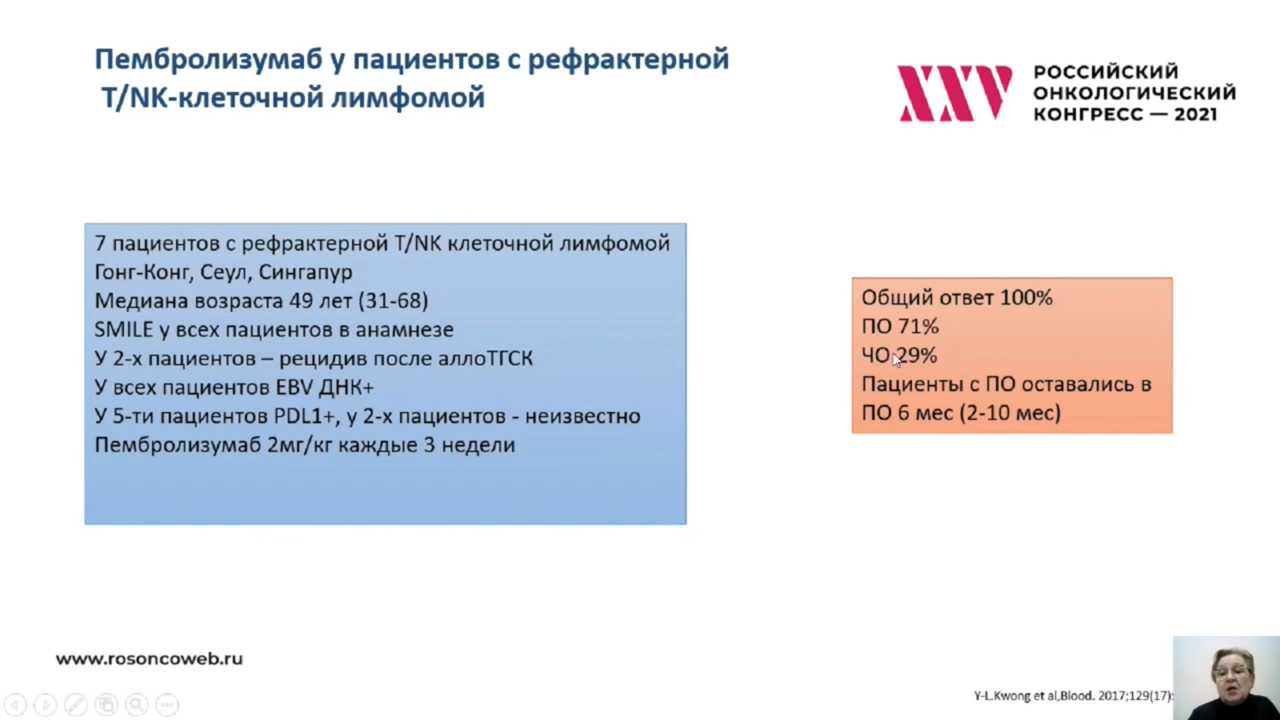 Пембролизумаб у пациентов с рефрактерной
T/NK-клеточной лимфомой
XXV
РОССИЙСКИЙ
ОНКОЛОГИЧЕСКИЙ
КОНГРЕСС — 2021
7 пациентов с рефрактерной T/NK клеточной лимфомой
Гонг-Конг, Сеул, Сингапур
Медиана возраста 49 лет (31-68)
SMILE у всех пациентов в анамнезе
У 2-х пациентов – рецидив после аллоТГСК
У всех пациентов EBV ДНК+
У 5-ти пациентов PDL1+, у 2-х пациентов - неизвестно
Пембролизумаб 2мг/кг каждые 3 недели
Общий ответ 100%
ПО 71%
ЧО 29%
Пациенты с ПО оставались в
ПО 6 мес (2-10 мес)
www.rosoncoweb.ru
Y-L.Kwong et al,Blood. 2017;129(17):